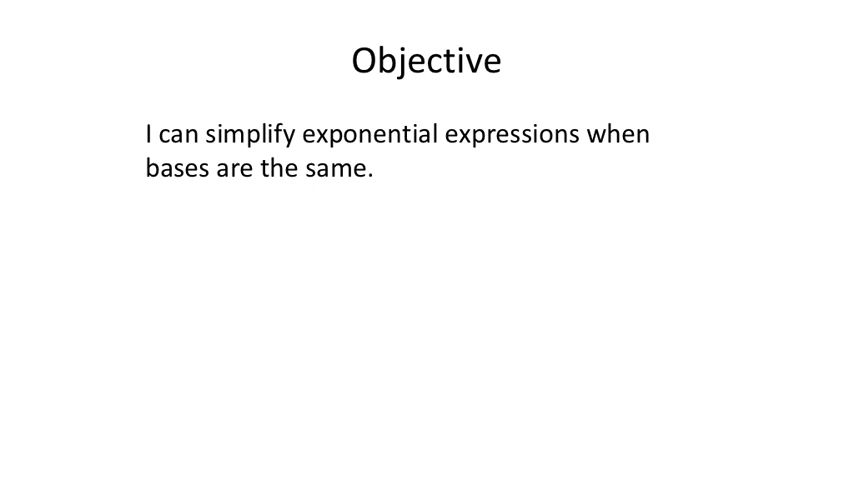 Objective
I can simplify exponential expressions when
bases are the same.